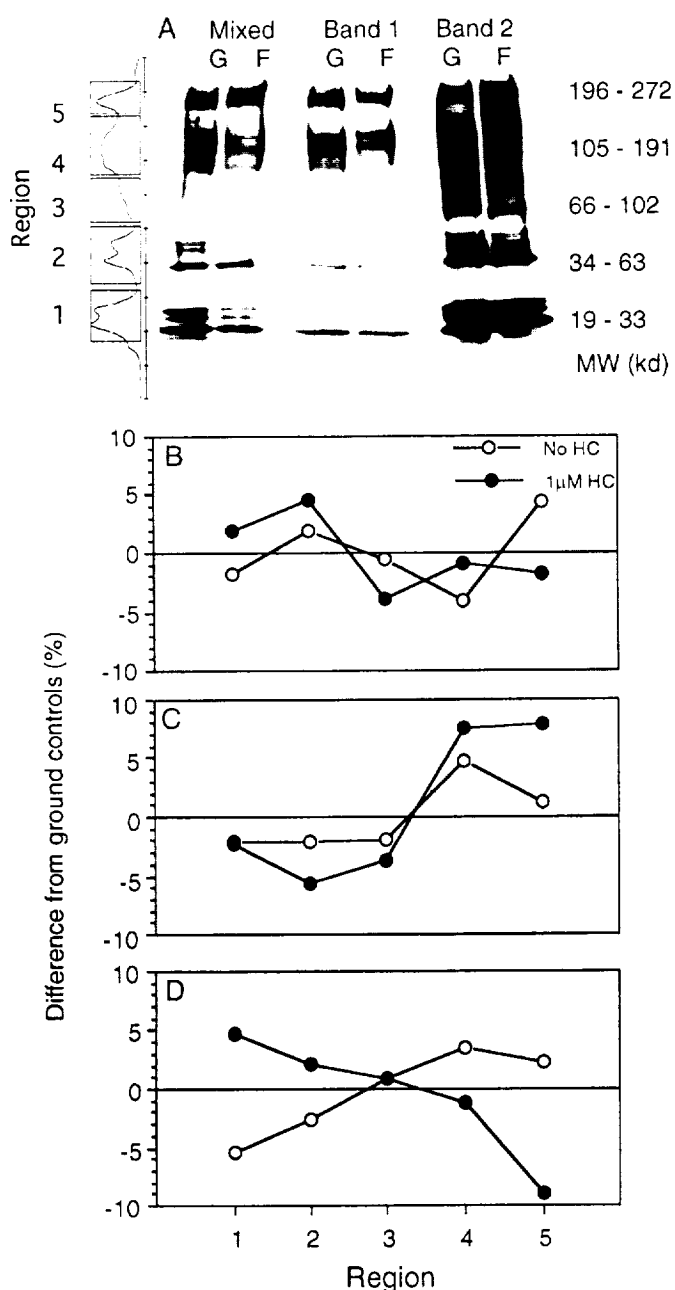 A Mixed Band 1 Band 2
G F G F G F
Region
5 196 - 272
4 105 - 191
3 66 - 102
2 34 - 63
1 19 - 33
MW (kd)
Difference from ground controls (%)
B
No HC
1µM HC
10
5
0
-5
-10
C
10
5
0
-5
-10
D
10
5
0
-5
-10
1 2 3 4 5
Region